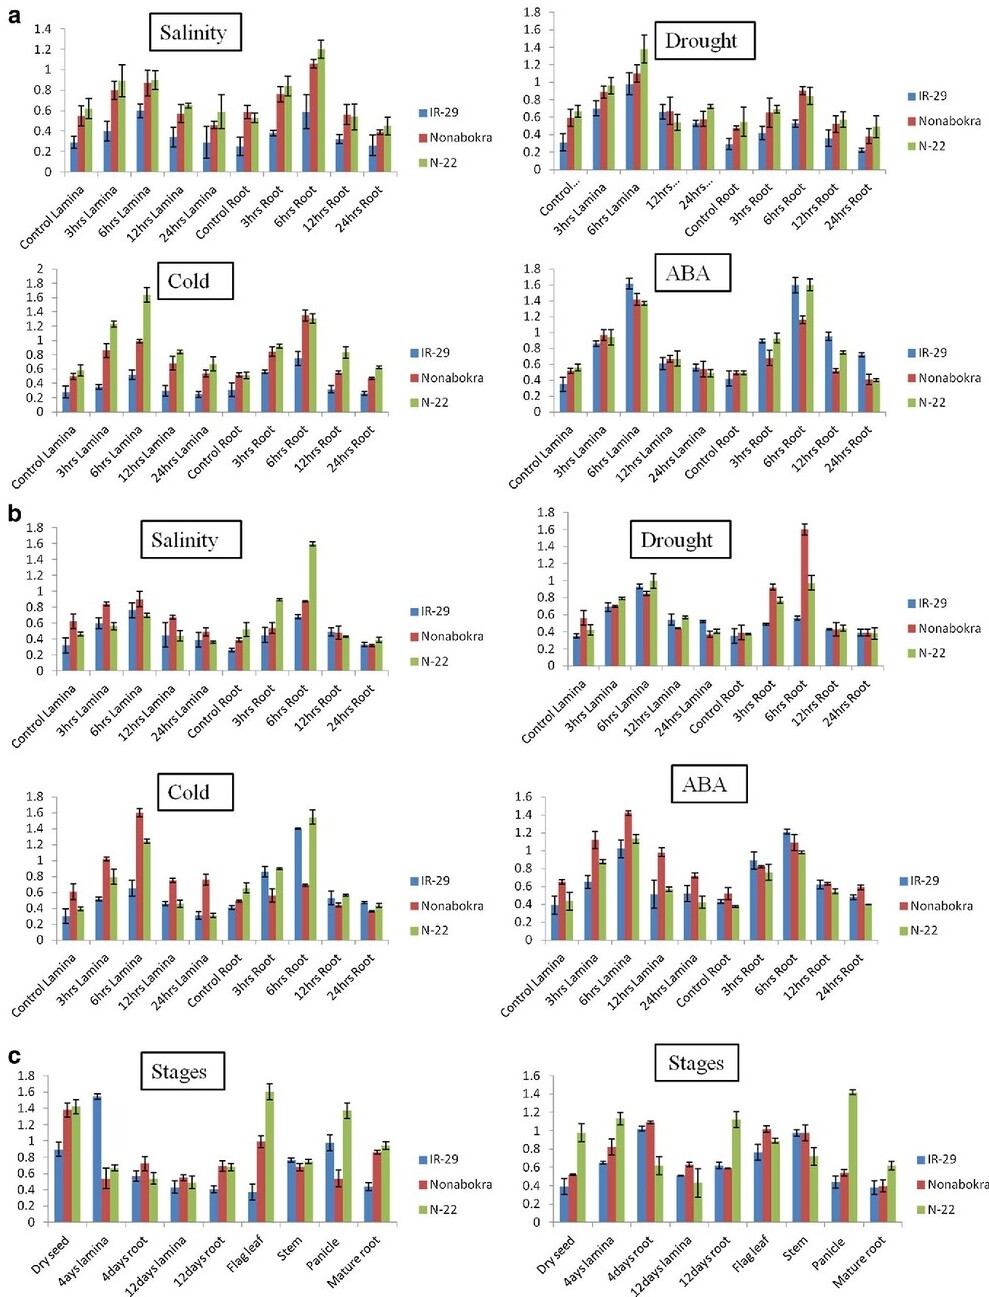 a
Salinity
1.4
1.2
1
0.8
0.6
0.4
0.2
0
Control Lamina
3hrs Lamina
6hrs Lamina
12hrs Lamina
24hrs Lamina
Control Root
3hrs Root
6hrs Root
12hrs Root
24hrs Root
IR-29
Nonabokra
N-22
Drought
1.8
1.6
1.4
1.2
1
0.8
0.6
0.4
0.2
0
Control...
3hrs Lamina
6hrs Lamina
12hrs...
24hrs...
Control Root
3hrs Root
6hrs Root
12hrs Root
24hrs Root
IR-29
Nonabokra
N-22
Cold
2
1.8
1.6
1.4
1.2
1
0.8
0.6
0.4
0.2
0
Control Lamina
3hrs Lamina
6hrs Lamina
12hrs Lamina
24hrs Lamina
Control Root
3hrs Root
6hrs Root
12hrs Root
24hrs Root
IR-29
Nonabokra
N-22
ABA
1.8
1.6
1.4
1.2
1
0.8
0.6
0.4
0.2
0
Control Lamina
3hrs Lamina
6hrs Lamina
12hrs Lamina
24hrs Lamina
Control Root
3hrs Root
6hrs Root
12hrs Root
24hrs Root
IR-29
Nonabokra
N-22
b
Salinity
1.8
1.6
1.4
1.2
1
0.8
0.6
0.4
0.2
0
Control Lamina
3hrs Lamina
6hrs Lamina
12hrs Lamina
24hrs Lamina
Control Root
3hrs Root
6hrs Root
12hrs Root
24hrs Root
IR-29
Nonabokra
N-22
Drought
1.8
1.6
1.4
1.2
1
0.8
0.6
0.4
0.2
0
Control Lamina
3hrs Lamina
6hrs Lamina
12hrs Lamina
24hrs Lamina
Control Root
3hrs Root
6hrs Root
12hrs Root
24hrs Root
IR-29
Nonabokra
N-22
Cold
1.8
1.6
1.4
1.2
1
0.8
0.6
0.4
0.2
0
Control Lamina
3hrs Lamina
6hrs Lamina
12hrs Lamina
24hrs Lamina
Control Root
3hrs Root
6hrs Root
12hrs Root
24hrs Root
IR-29
Nonabokra
N-22
ABA
1.6
1.4
1.2
1
0.8
0.6
0.4
0.2
0
Control Lamina
3hrs Lamina
6hrs Lamina
12hrs Lamina
24hrs Lamina
Control Root
3hrs Root
6hrs Root
12hrs Root
24hrs Root
IR-29
Nonabokra
N-22
c
Stages
1.8
1.6
1.4
1.2
1
0.8
0.6
0.4
0.2
0
Dry seed
4ays lamina
4days root
12days lamina
12days root
Flag leaf
Stem
Panicle
Mature root
IR-29
Nonabokra
N-22
Stages
1.6
1.4
1.2
1
0.8
0.6
0.4
0.2
0
Dry seed
4ays lamina
4days root
12days lamina
12days root
Flag leaf
Stem
Panicle
Mature root
IR-29
Nonabokra
N-22